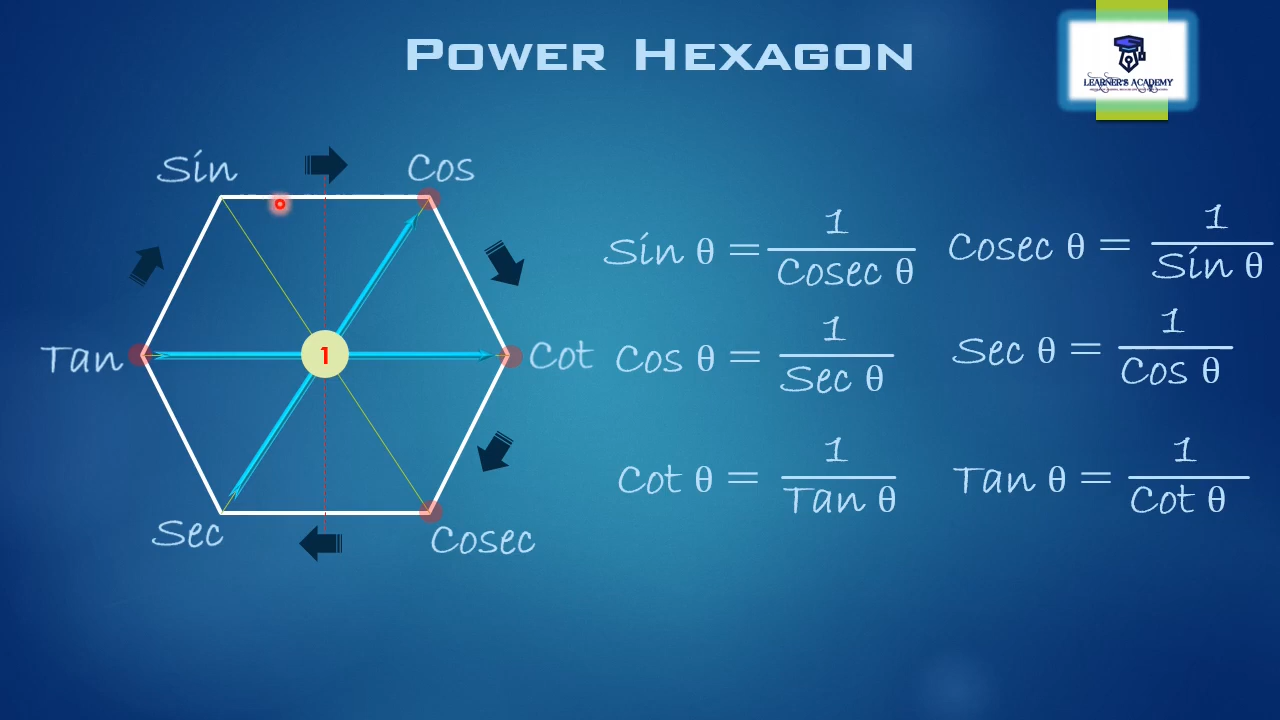 POWER HEXAGON
LEARNER'S ACADEMY
Sin
Cos
Tan
1
Cot
Sec
Cosec
Sin θ = 1
Cosec θ
Cosec θ = 1
Sin θ
Cos θ = 1
Sec θ
Sec θ = 1
Cos θ
Cot θ = 1
Tan θ
Tan θ = 1
Cot θ